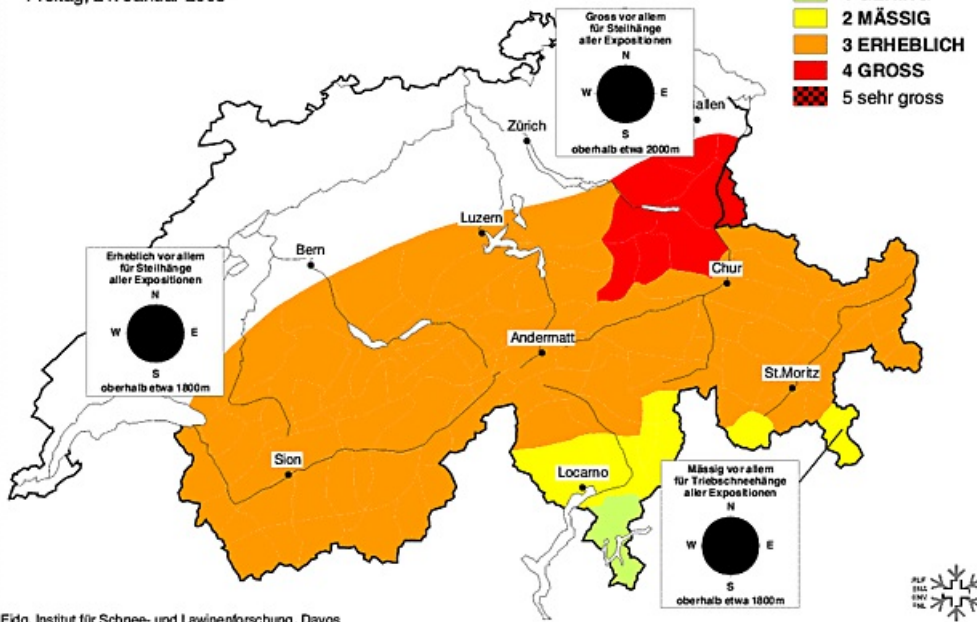 2 MÄSSIG
3 ERHEBLICH
4 GROSS
5 sehr gross
Gross vor allem
für Steilhänge
aller Expositionen
N
W E
S
oberhalb etwa 2000m
Zürich
Luzern
Bern
Erheblich vor allem
für Steilhänge
aller Expositionen
N
W E
S
oberhalb etwa 1800m
Chur
Andermatt
St.Moritz
Sion
Locarno
Mässig vor allem
für Triebschneehänge
aller Expositionen
N
W E
S
oberhalb etwa 1800m
Eidg. Institut für Schnee- und Lawinenforschung, Davos